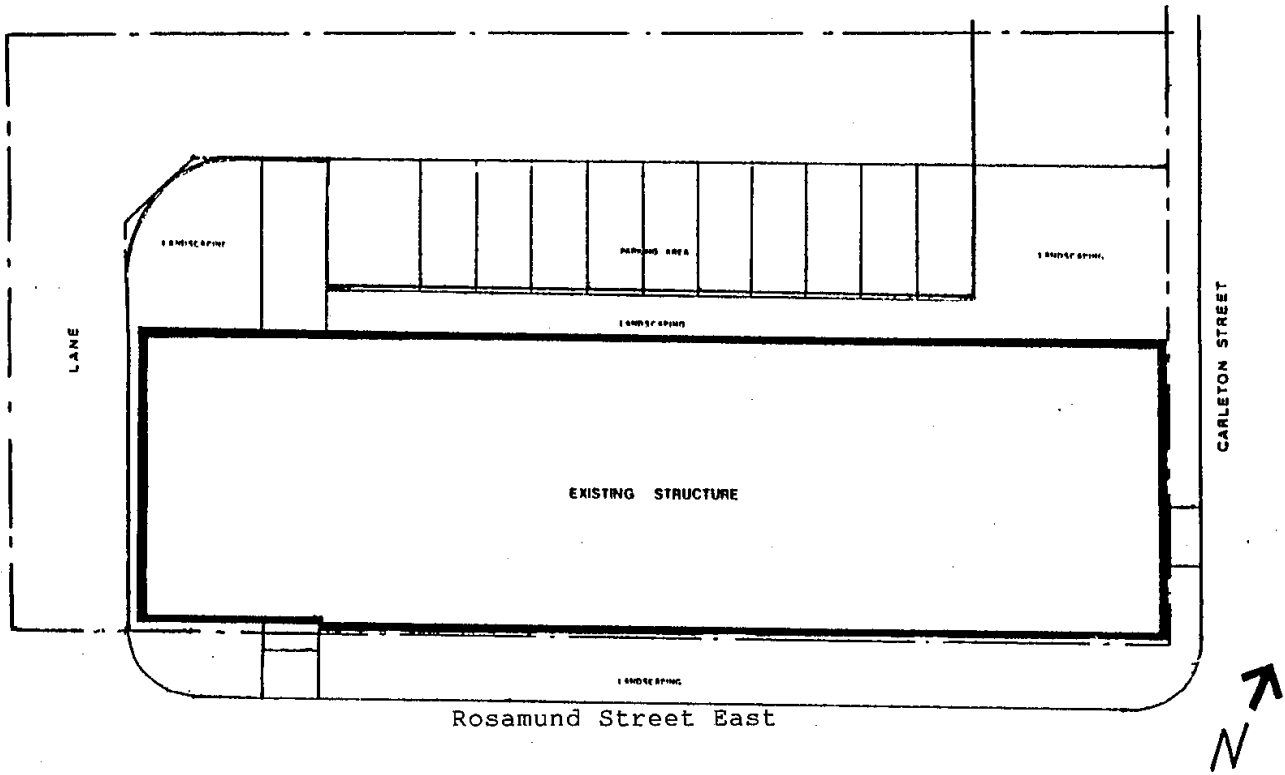 LANDSCAPING
PARKING AREA
LANDSCAPING
LANDSCAPING
LANE
CARLETON STREET
EXISTING STRUCTURE
LANDSCAPING
Rosamund Street East
N